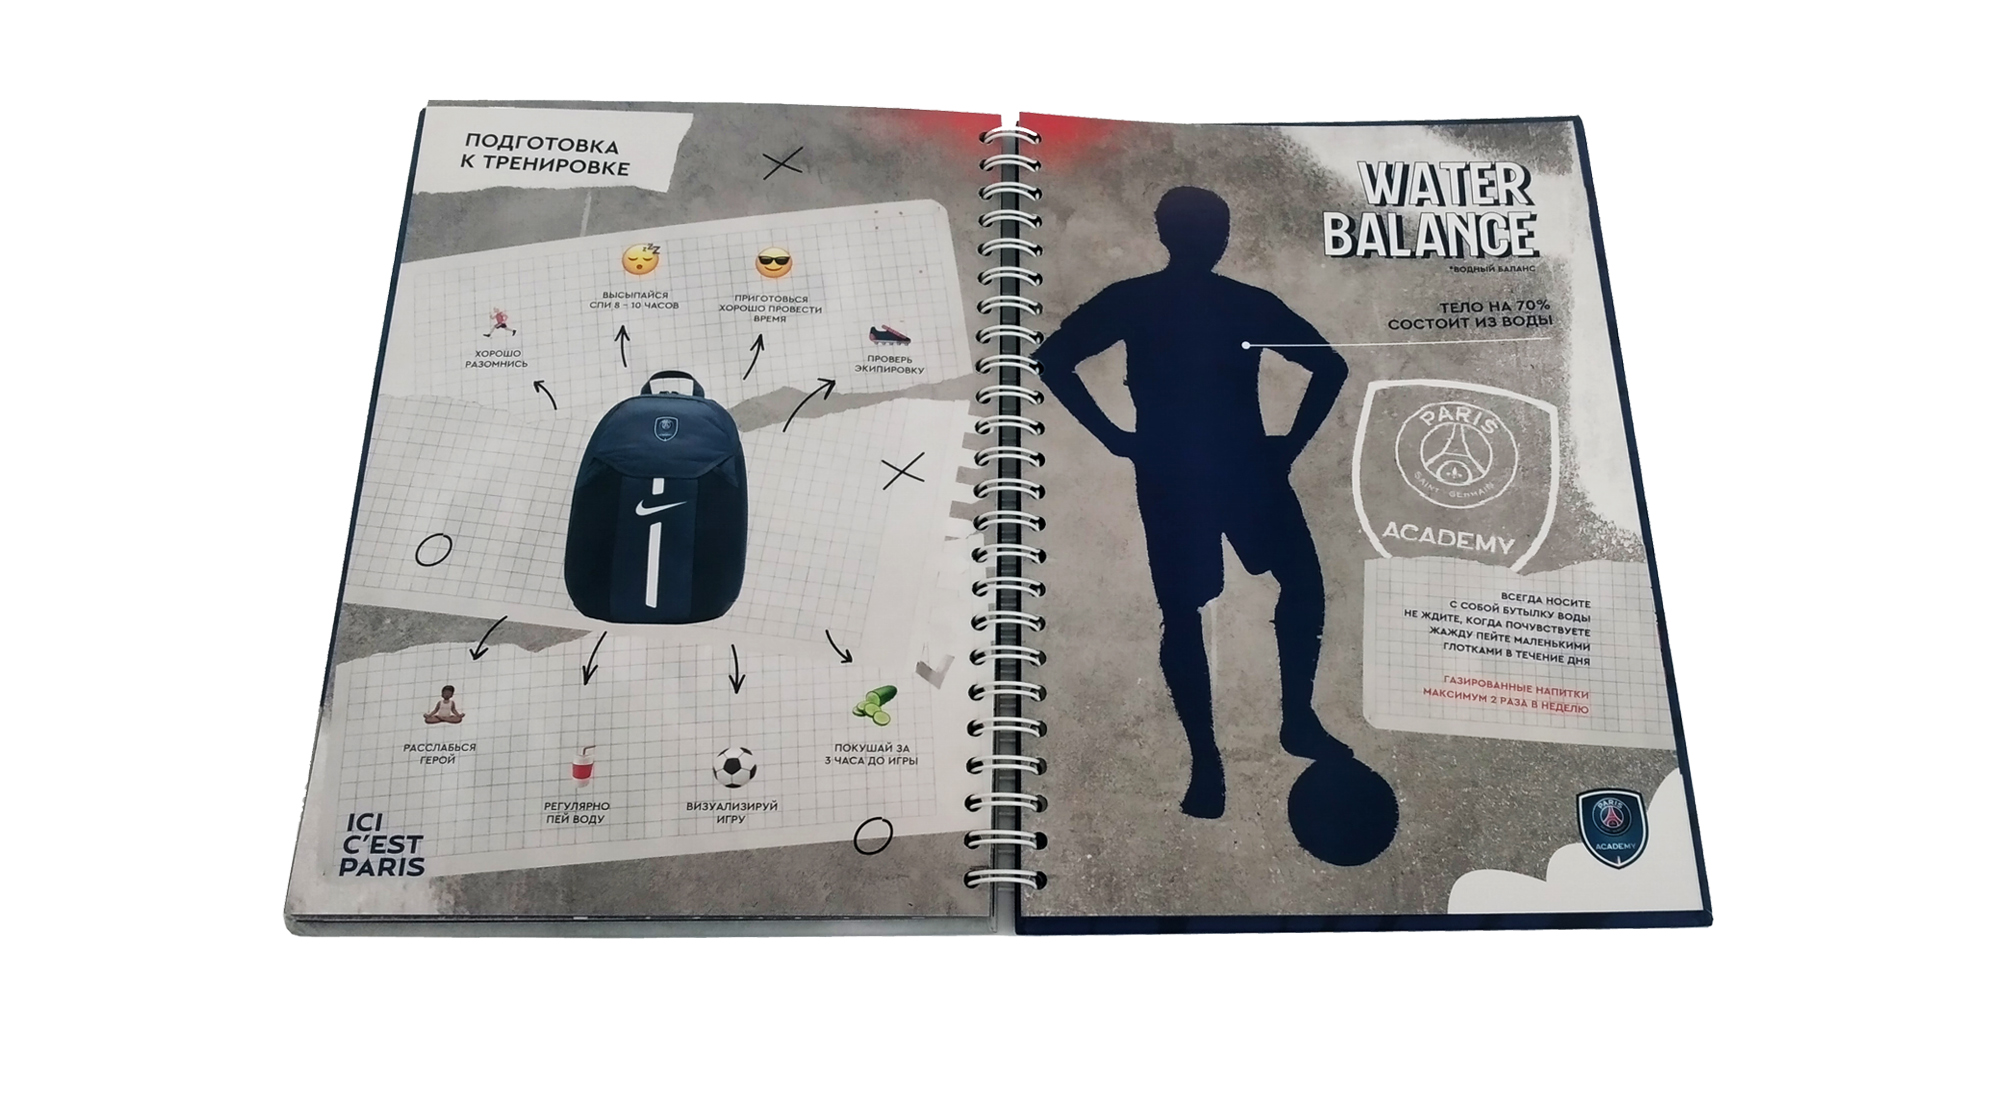 ПОДГОТОВКА
К ТРЕНИРОВКЕ
ВЫСЫПАЙСЯ
СПИ 8 - 10 ЧАСОВ
ПРИГОТОВЬСЯ
ХОРОШО ПРОВЕСТИ
ВРЕМЯ
ХОРОШО
РАЗОМНИСЬ
ПРОВЕРЬ
ЭКИПИРОВКУ
РАССЛАБЬСЯ
ГЕРОЙ
РЕГУЛЯРНО
ПЕЙ ВОДУ
ВИЗУАЛИЗИРУЙ
ИГРУ
ПОКУШАЙ ЗА
3 ЧАСА ДО ИГРЫ
ICI
C'EST
PARIS
WATER
BALANCE
*ВОДНЫЙ БАЛАНС
ТЕЛО НА 70%
СОСТОИТ ИЗ ВОДЫ
PARIS
SAINT-GERMAIN
ACADEMY
ВСЕГДА НОСИТЕ
С СОБОЙ БУТЫЛКУ ВОДЫ
НЕ ЖДИТЕ, КОГДА ПОЧУВСТВУЕТЕ
ЖАЖДУ ПЕЙТЕ МАЛЕНЬКИМИ
ГЛОТКАМИ В ТЕЧЕНИЕ ДНЯ
ГАЗИРОВАННЫЕ НАПИТКИ
МАКСИМУМ 2 РАЗА В НЕДЕЛЮ
PARIS
ACADEMY